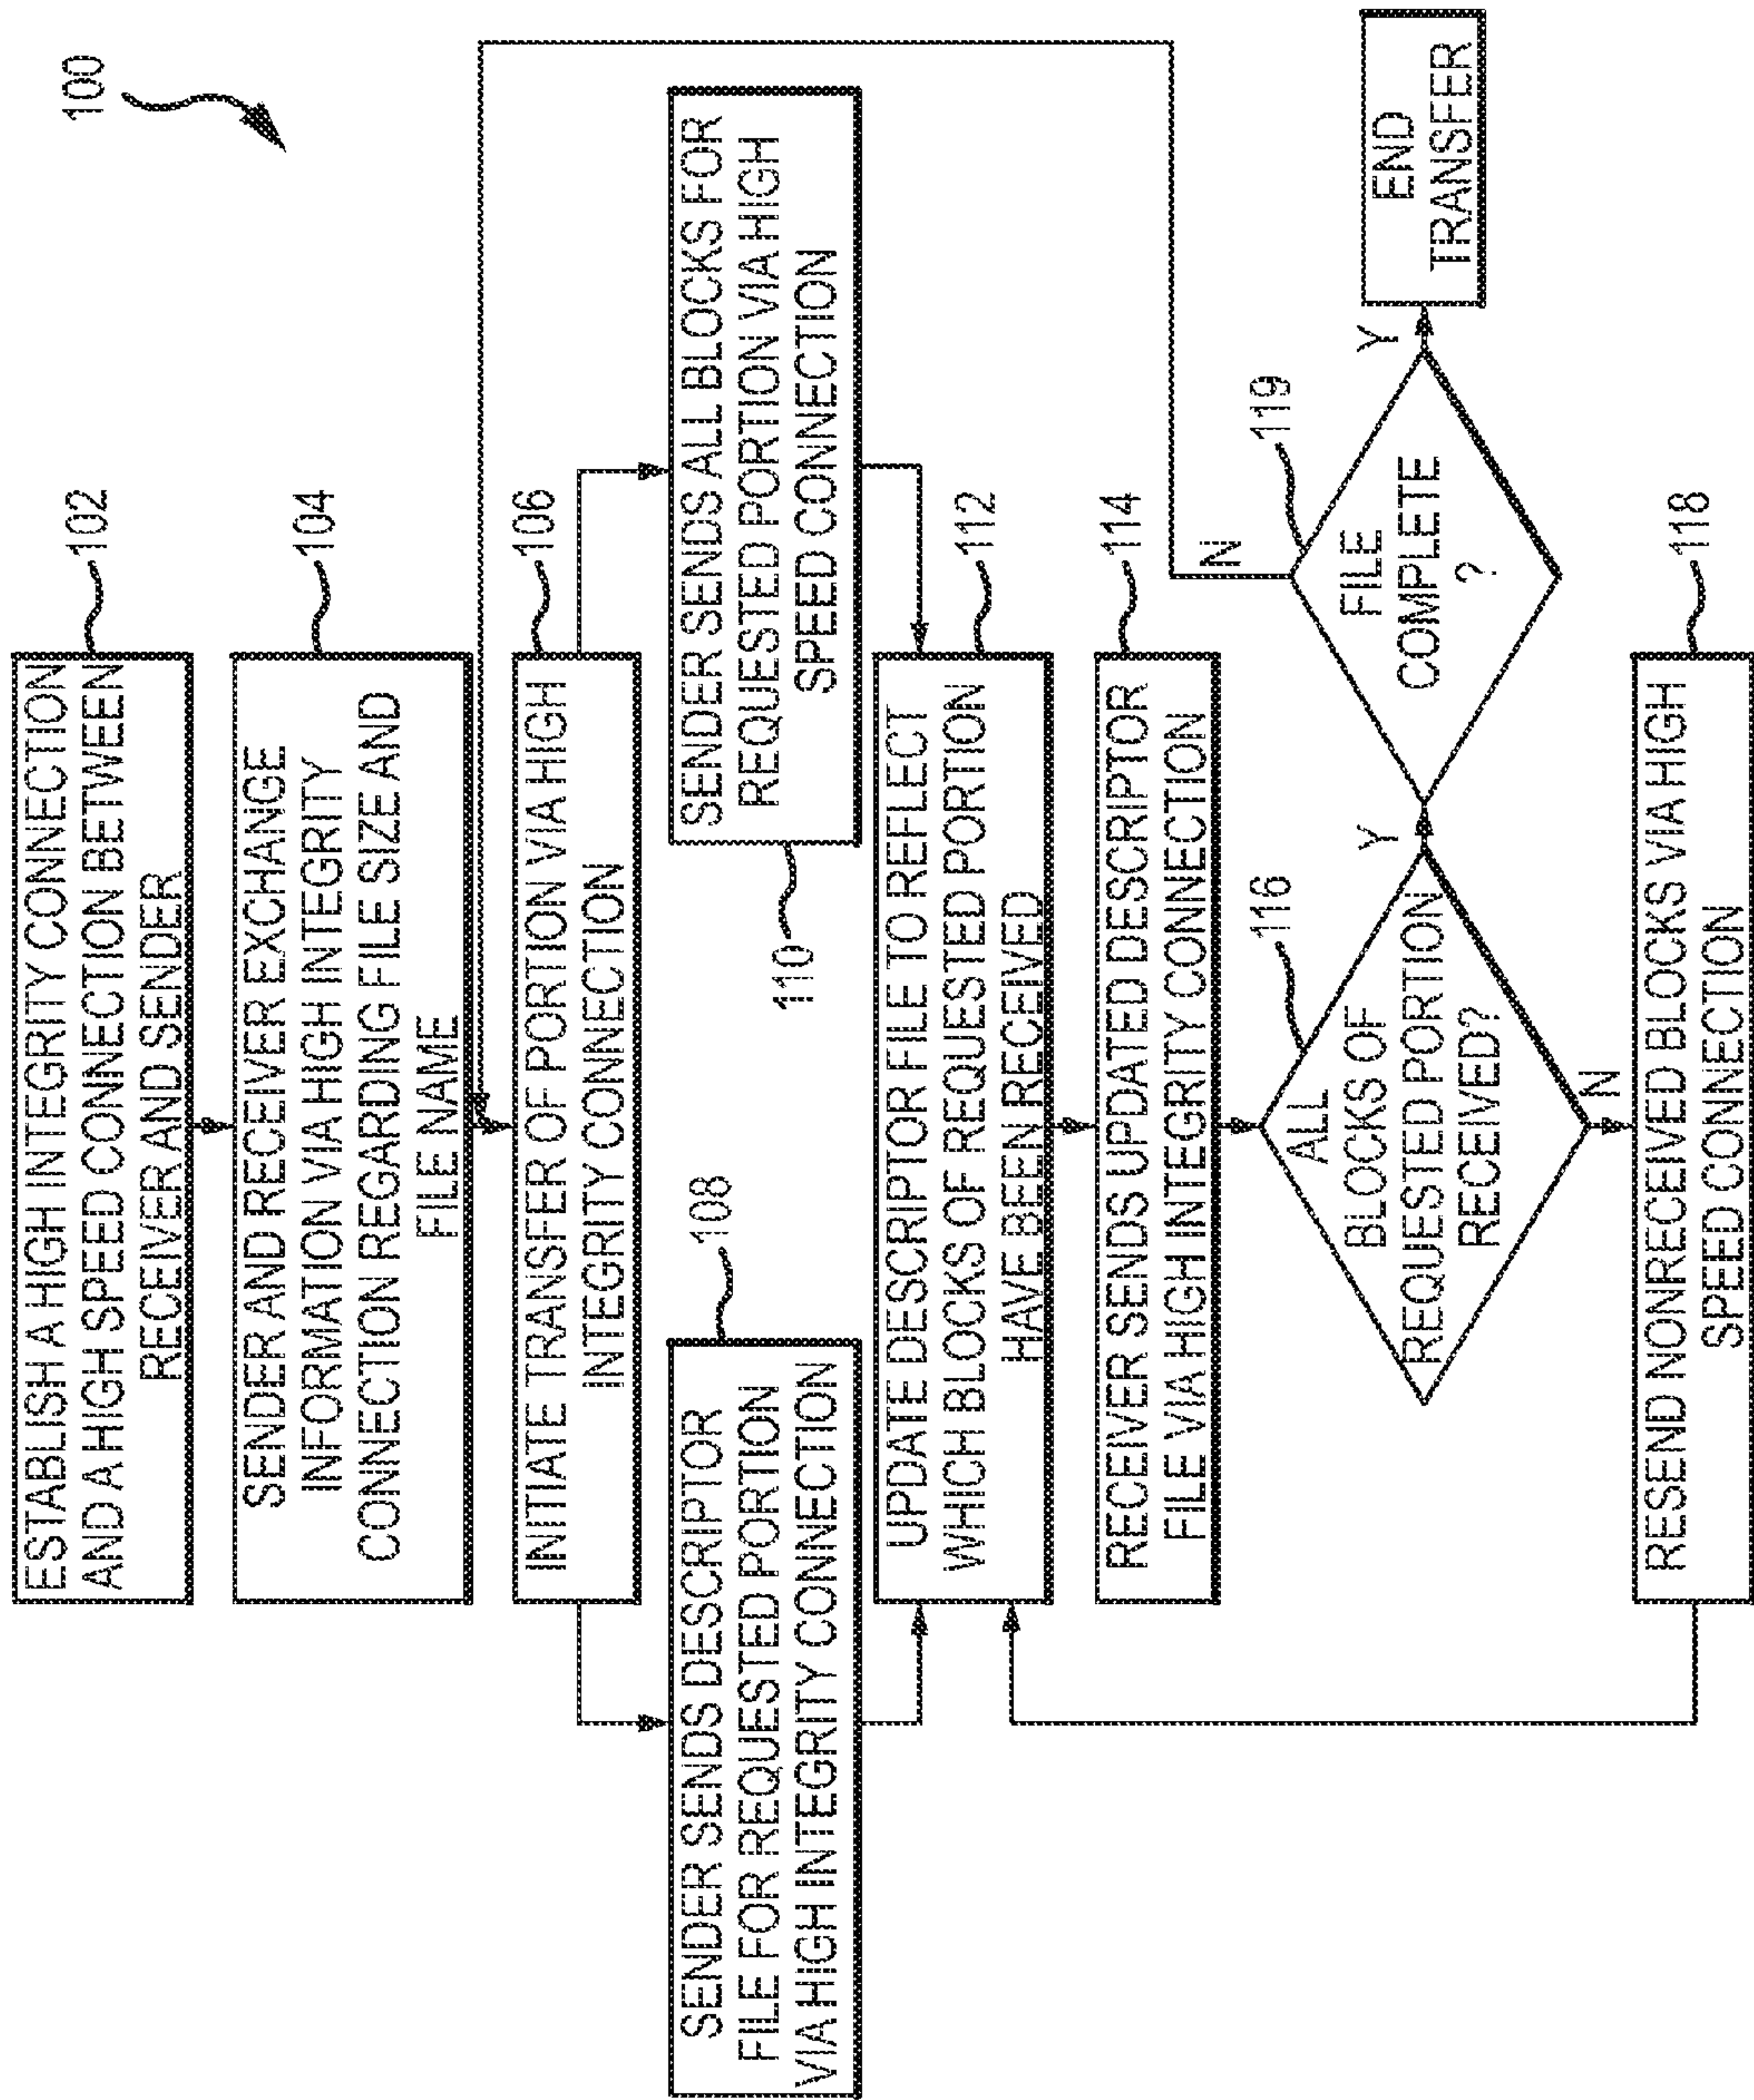 100
ESTABLISH A HIGH INTEGRITY CONNECTION
AND A HIGH SPEED CONNECTION BETWEEN
RECEIVER AND SENDER
102
SENDER AND RECEIVER EXCHANGE
INFORMATION VIA HIGH INTEGRITY
CONNECTION REGARDING FILE SIZE AND
FILE NAME
104
INITIATE TRANSFER OF PORTION VIA HIGH
INTEGRITY CONNECTION
106
SENDER SENDS DESCRIPTOR
FILE FOR REQUESTED PORTION
VIA HIGH INTEGRITY CONNECTION
108
SENDER SENDS ALL BLOCKS FOR
REQUESTED PORTION VIA HIGH
SPEED CONNECTION
110
UPDATE DESCRIPTOR FILE TO REFLECT
WHICH BLOCKS OF REQUESTED PORTION
HAVE BEEN RECEIVED
112
RECEIVER SENDS UPDATED DESCRIPTOR
FILE VIA HIGH INTEGRITY CONNECTION
114
ALL
BLOCKS OF
REQUESTED PORTION
RECEIVED?
116
Y
N
FILE
COMPLETE
?
119
N
Y
END
TRANSFER
RESEND NONRECEIVED BLOCKS VIA HIGH
SPEED CONNECTION
118